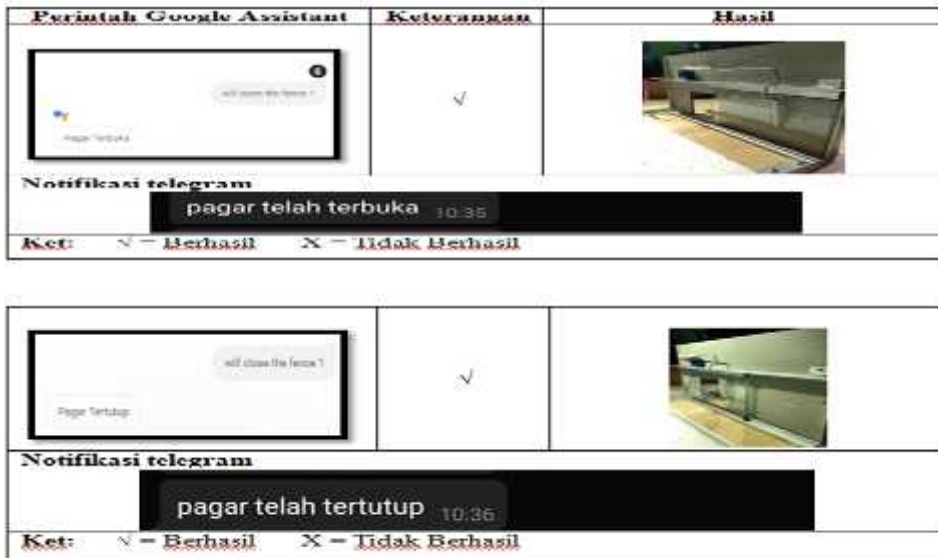 Perintah Google Assistant Keterangan Hasil
will open the fence 1
√
Pagar Terbuka
Notifikasi telegram
pagar telah terbuka 10:35
Ket: √ = Berhasil X = Tidak Berhasil
will close the fence 1
√
Pagar Tertutup
Notifikasi telegram
pagar telah tertutup 10:36
Ket: √ = Berhasil X = Tidak Berhasil